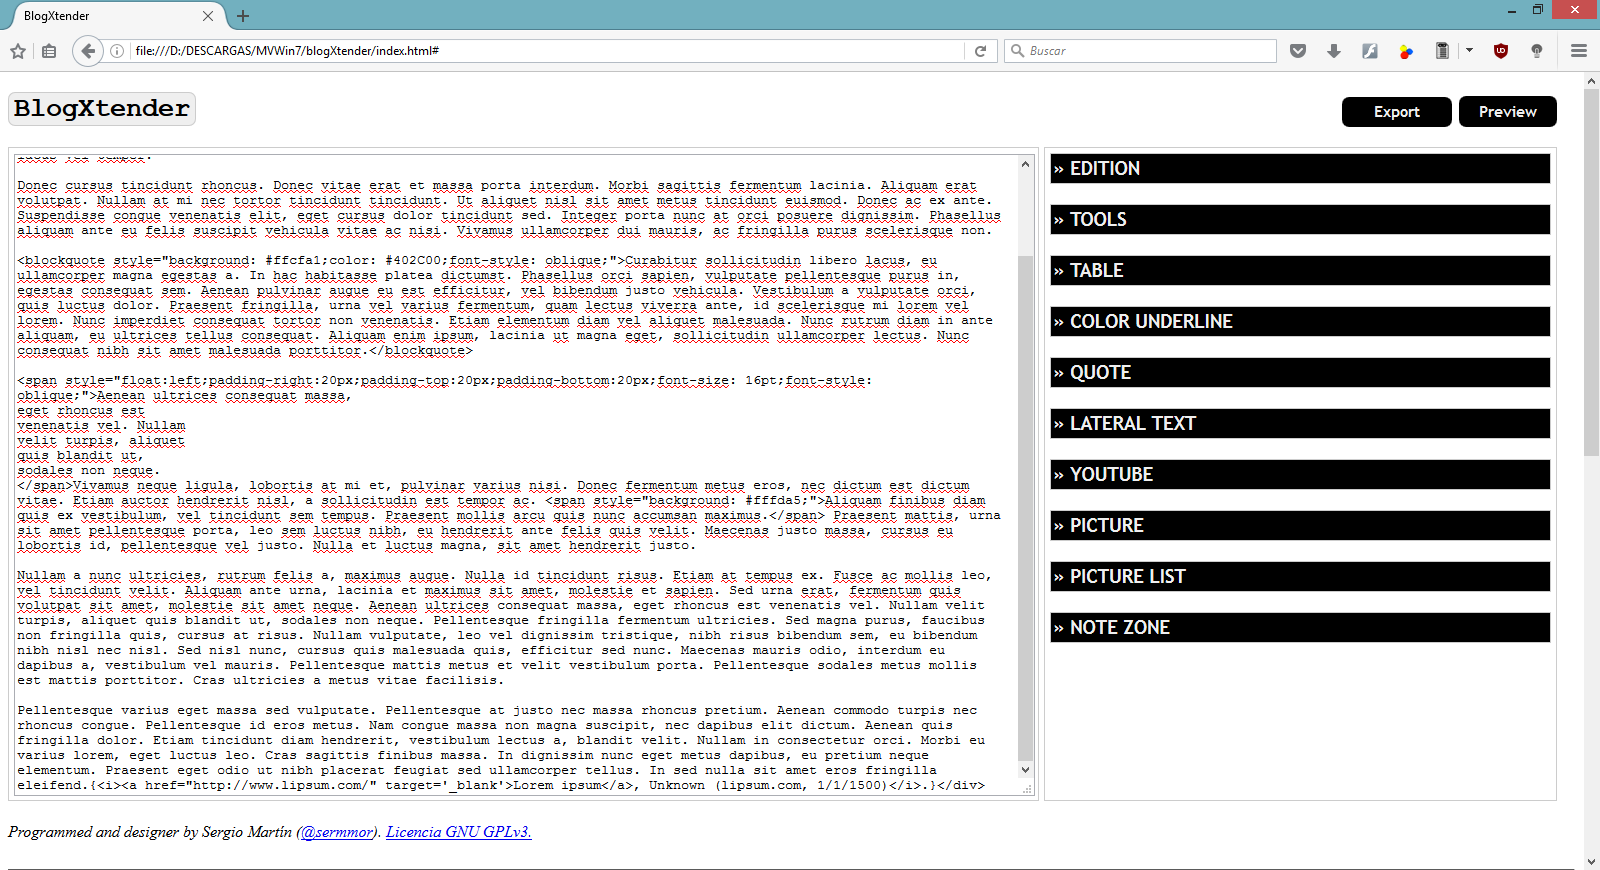 BlogXtender
file:///D:/DESCARGAS/MVWin7/blogXtender/index.html#
Buscar
BlogXtender
Export
Preview
lacus vel tempor.
Donec cursus tincidunt rhoncus. Donec vitae erat et massa porta interdum. Morbi sagittis fermentum lacinia. Aliquam erat
volutpat. Nullam at mi nec tortor tincidunt tincidunt. Ut aliquet nisl sit amet metus tincidunt euismod. Donec ac ex ante.
Suspendisse congue venenatis elit, eget cursus dolor tincidunt sed. Integer porta nunc at orci posuere dignissim. Phasellus
aliquam ante eu felis suscipit vehicula vitae ac nisi. Vivamus ullamcorper dui mauris, ac fringilla purus scelerisque non.
<blockquote style="background: #ffcfa1;color: #402C00;font-style: oblique;">Curabitur sollicitudin libero lacus, eu
ullamcorper magna egestas a. In hac habitasse platea dictumst. Phasellus orci sapien, vulputate pellentesque purus in,
egestas consequat sem. Aenean pulvinar augue eu est efficitur, vel bibendum justo vehicula. Vestibulum a vulputate orci,
quis luctus dolor. Praesent fringilla, urna vel varius fermentum, quam lectus viverra ante, id scelerisque mi lorem vel
lorem. Nunc imperdiet consequat tortor non venenatis. Etiam elementum diam vel aliquet malesuada. Nunc rutrum diam in ante
aliquam, eu ultrices tellus consequat. Aliquam enim ipsum, lacinia ut magna eget, sollicitudin ullamcorper lectus. Nunc
consequat nibh sit amet malesuada porttitor.</blockquote>
<span style="float:left;padding-right:20px;padding-top:20px;padding-bottom:20px;font-size: 16pt;font-style:
oblique;">Aenean ultrices consequat massa,
eget rhoncus est
venenatis vel. Nullam
velit turpis, aliquet
quis blandit ut,
sodales non neque.
</span>Vivamus neque ligula, lobortis at mi et, pulvinar varius nisi. Donec fermentum metus eros, nec dictum est dictum
vitae. Etiam auctor hendrerit nisl, a sollicitudin est tempor ac. <span style="background: #fffda5;">Aliquam finibus diam
quis ex vestibulum, vel tincidunt sem tempus. Praesent mollis arcu quis nunc accumsan maximus.</span> Praesent mattis, urna
sit amet pellentesque porta, leo sem luctus nibh, eu hendrerit ante felis quis velit. Maecenas justo massa, cursus eu
lobortis id, pellentesque vel justo. Nulla et luctus magna, sit amet hendrerit justo.
Nullam a nunc ultricies, rutrum felis a, maximus augue. Nulla id tincidunt risus. Etiam at tempus ex. Fusce ac mollis leo,
vel tincidunt velit. Aliquam ante urna, lacinia et maximus sit amet, molestie et sapien. Sed urna erat, fermentum quis
volutpat sit amet, molestie sit amet neque. Aenean ultrices consequat massa, eget rhoncus est venenatis vel. Nullam velit
turpis, aliquet quis blandit ut, sodales non neque. Pellentesque fringilla fermentum ultricies. Sed magna purus, faucibus
non fringilla quis, cursus at risus. Nullam vulputate, leo vel dignissim tristique, nibh risus bibendum sem, eu bibendum
nibh nisl nec nisl. Sed nisl nunc, cursus quis malesuada quis, efficitur sed nunc. Maecenas mauris odio, interdum eu
dapibus a, vestibulum vel mauris. Pellentesque mattis metus et velit vestibulum porta. Pellentesque sodales metus mollis
est mattis porttitor. Cras ultricies a metus vitae facilisis.
Pellentesque varius eget massa sed vulputate. Pellentesque at justo nec massa rhoncus pretium. Aenean commodo turpis nec
rhoncus congue. Pellentesque id eros metus. Nam congue massa non magna suscipit, nec dapibus elit dictum. Aenean quis
fringilla dolor. Etiam tincidunt diam hendrerit, vestibulum lectus a, blandit velit. Nullam in consectetur orci. Morbi eu
varius lorem, eget luctus leo. Cras sagittis finibus massa. In dignissim nunc eget metus dapibus, eu pretium neque
elementum. Praesent eget odio ut nibh placerat feugiat sed ullamcorper tellus. In sed nulla sit amet eros fringilla
eleifend.{<i><a href="http://www.lipsum.com/" target='_blank'>Lorem ipsum</a>, Unknown (lipsum.com, 1/1/1500)</i>.}</div>
» EDITION
» TOOLS
» TABLE
» COLOR UNDERLINE
» QUOTE
» LATERAL TEXT
» YOUTUBE
» PICTURE
» PICTURE LIST
» NOTE ZONE
Programmed and designer by Sergio Martín (@sermmor). Licencia GNU GPLv3.